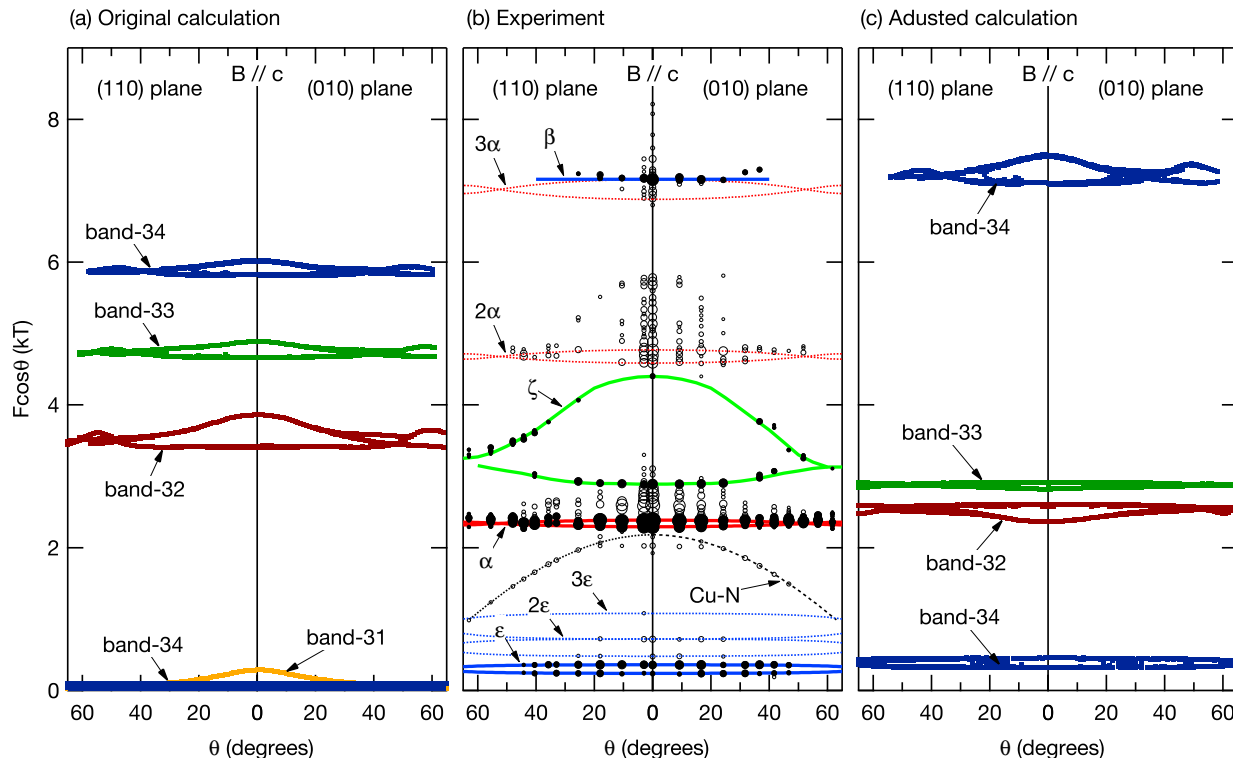 (a) Original calculation
(b) Experiment
(c) Adusted calculation
B // c
(110) plane
(010) plane
B // c
(110) plane
(010) plane
B // c
(110) plane
(010) plane
8
6
4
2
0
Fcosθ (kT)
band-34
band-33
band-32
band-34
band-31
3α
β
2α
ζ
α
Cu-N
3ε
2ε
ε
band-34
band-33
band-32
band-34
60 40 20 0 20 40 60
60 40 20 0 20 40 60
60 40 20 0 20 40 60
θ (degrees)
θ (degrees)
θ (degrees)